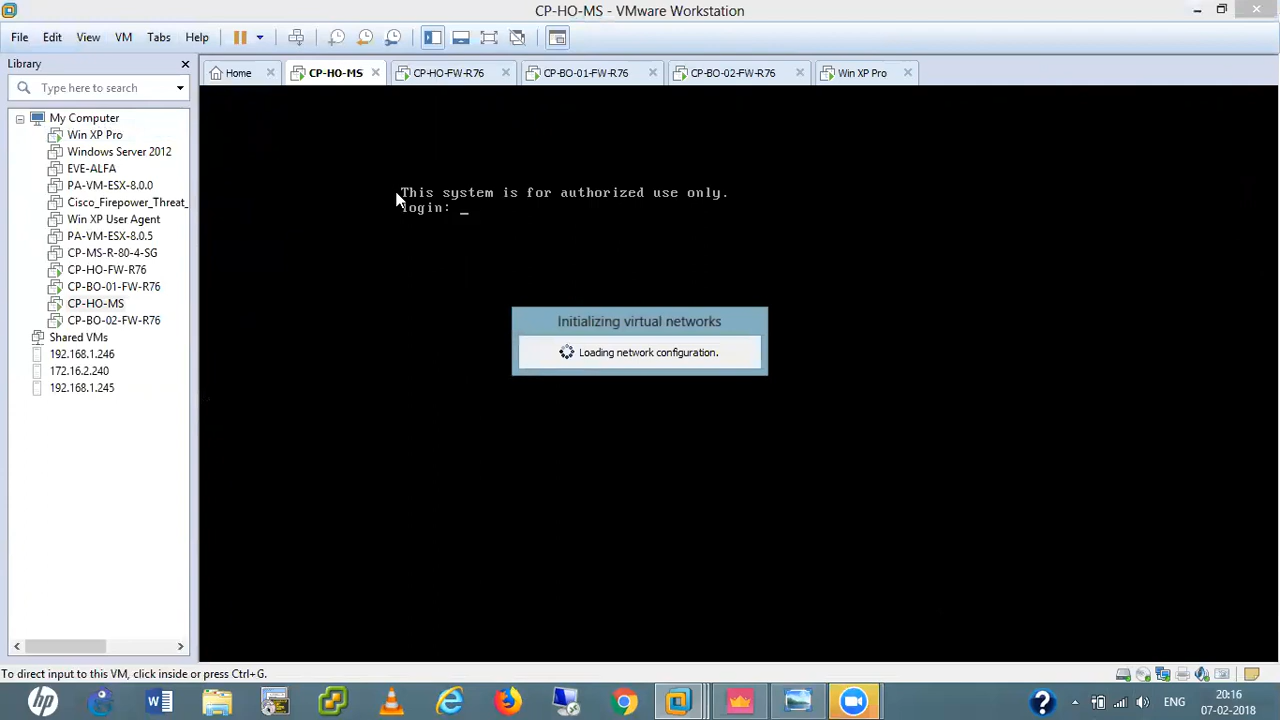 CP-HO-MS - VMware Workstation
File Edit View VM Tabs Help
Library
Type here to search
Home
CP-HO-MS
CP-HO-FW-R76
CP-BO-01-FW-R76
CP-BO-02-FW-R76
Win XP Pro
My Computer
Win XP Pro
Windows Server 2012
EVE-ALFA
PA-VM-ESX-8.0.0
Cisco_Firepower_Threat_
Win XP User Agent
PA-VM-ESX-8.0.5
CP-MS-R-80-4-SG
CP-HO-FW-R76
CP-BO-01-FW-R76
CP-HO-MS
CP-BO-02-FW-R76
Shared VMs
192.168.1.246
172.16.2.240
192.168.1.245
This system is for authorized use only.
login: _
Initializing virtual networks
Loading network configuration.
To direct input to this VM, click inside or press Ctrl+G.
ENG
20:16
07-02-2018